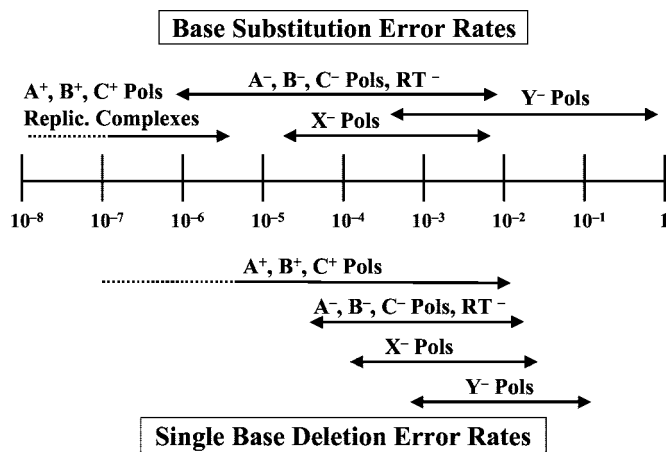 Base Substitution Error Rates
A⁻, B⁻, C⁻ Pols, RT ⁻
A⁺, B⁺, C⁺ Pols
Y⁻ Pols
Replic. Complexes
X⁻ Pols
10⁻⁸ 10⁻⁷ 10⁻⁶ 10⁻⁵ 10⁻⁴ 10⁻³ 10⁻² 10⁻¹ 1
A⁺, B⁺, C⁺ Pols
A⁻, B⁻, C⁻ Pols, RT ⁻
X⁻ Pols
Y⁻ Pols
Single Base Deletion Error Rates